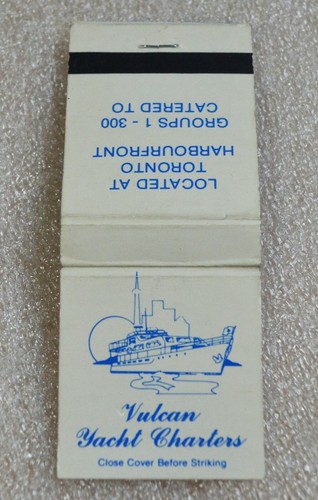 LOCATED AT
TORONTO
HARBOURFRONT
GROUPS 1 - 300
CATERED TO
Vulcan
Yacht Charters
Close Cover Before Striking